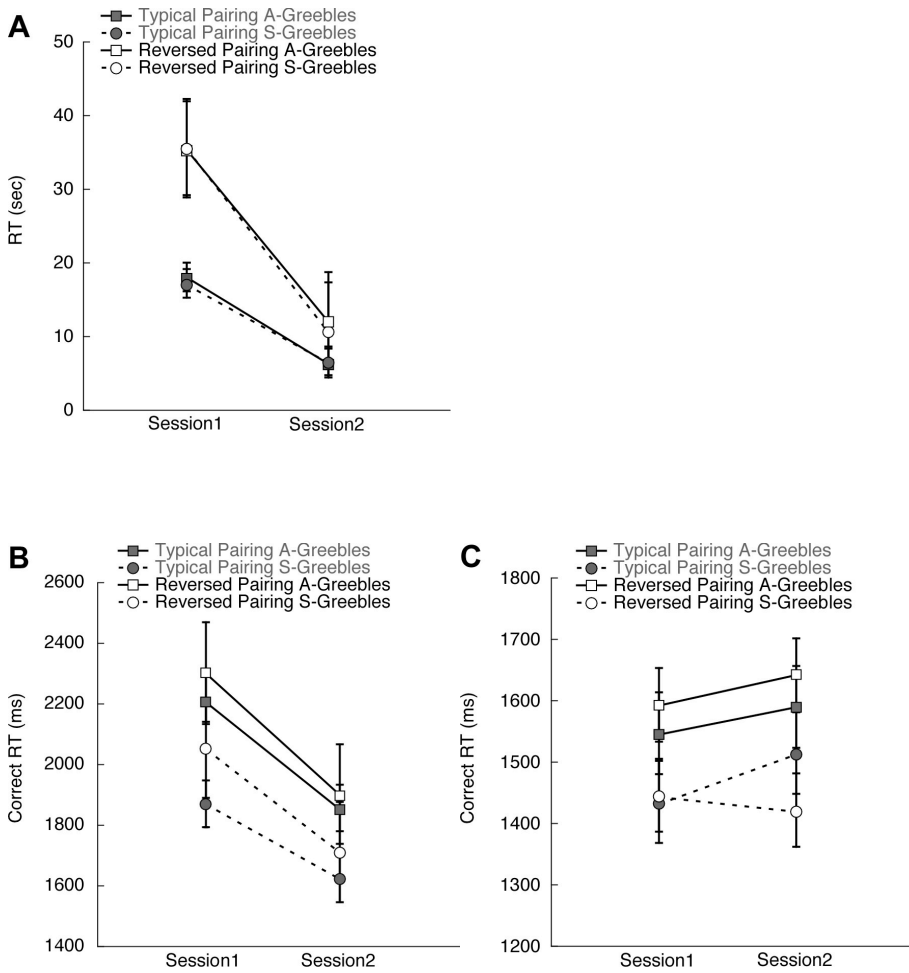 A
Typical Pairing A-Greebles
Typical Pairing S-Greebles
Reversed Pairing A-Greebles
Reversed Pairing S-Greebles
50
40
30
20
10
0
RT (sec)
Session1 Session2
B
Typical Pairing A-Greebles
Typical Pairing S-Greebles
Reversed Pairing A-Greebles
Reversed Pairing S-Greebles
2600
2400
2200
2000
1800
1600
1400
Correct RT (ms)
Session1 Session2
C
Typical Pairing A-Greebles
Typical Pairing S-Greebles
Reversed Pairing A-Greebles
Reversed Pairing S-Greebles
1800
1700
1600
1500
1400
1300
1200
Correct RT (ms)
Session1 Session2